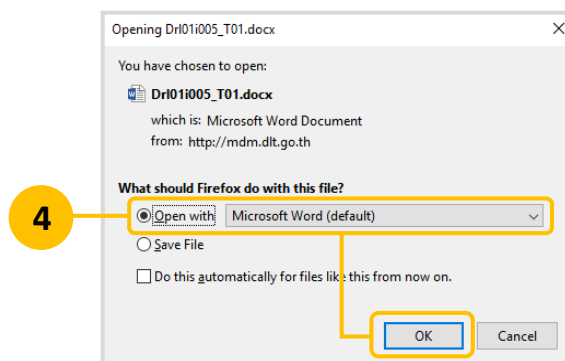 Opening Drl01i005_T01.docx
You have chosen to open:
Drl01i005_T01.docx
which is: Microsoft Word Document
from: http://mdm.dlt.go.th
What should Firefox do with this file?
4
Open with Microsoft Word (default)
Save File
Do this automatically for files like this from now on.
OK Cancel